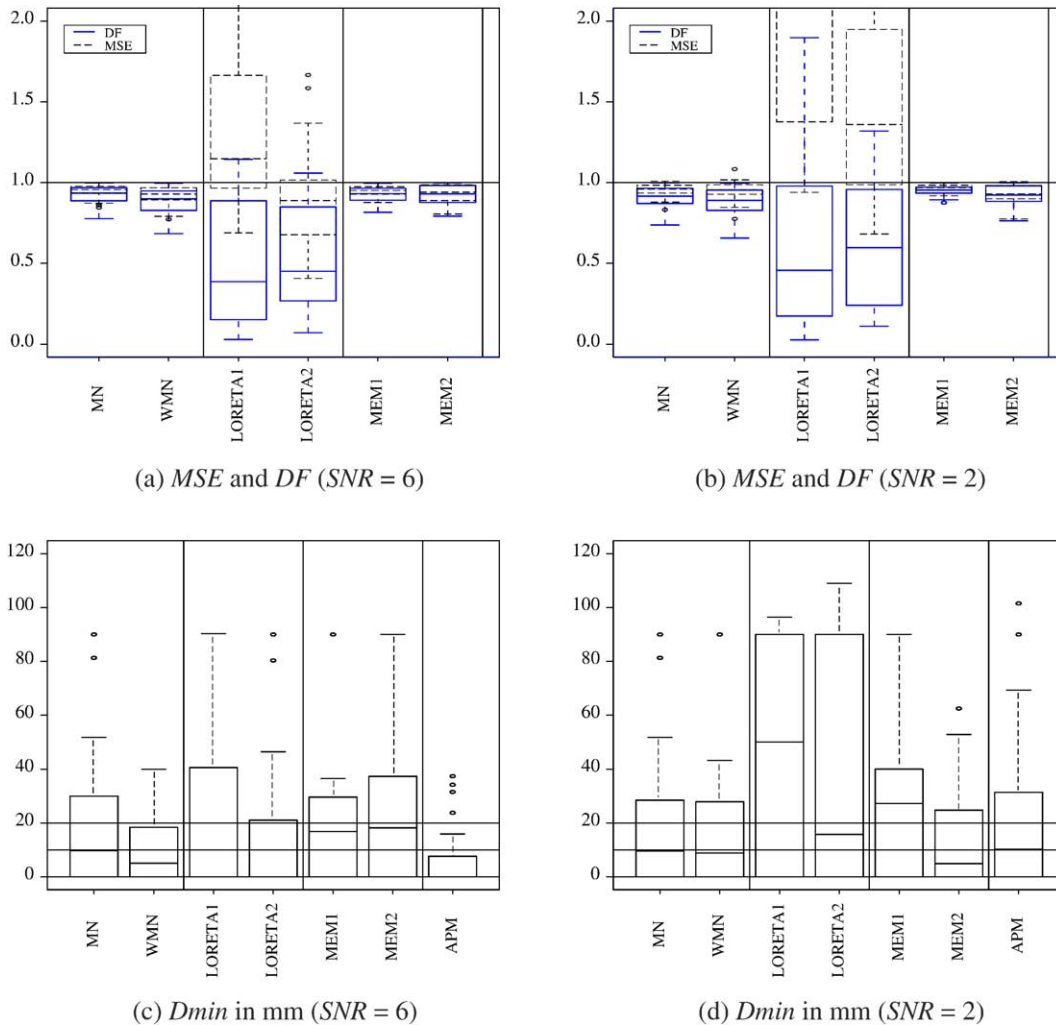 2.0
1.5
1.0
0.5
0.0
DF
MSE
MN
WMN
LORETA1
LORETA2
MEM1
MEM2
(a) MSE and DF (SNR = 6)
2.0
1.5
1.0
0.5
0.0
DF
MSE
MN
WMN
LORETA1
LORETA2
MEM1
MEM2
(b) MSE and DF (SNR = 2)
120
100
80
60
40
20
0
MN
WMN
LORETA1
LORETA2
MEM1
MEM2
APM
(c) Dmin in mm (SNR = 6)
120
100
80
60
40
20
0
MN
WMN
LORETA1
LORETA2
MEM1
MEM2
APM
(d) Dmin in mm (SNR = 2)